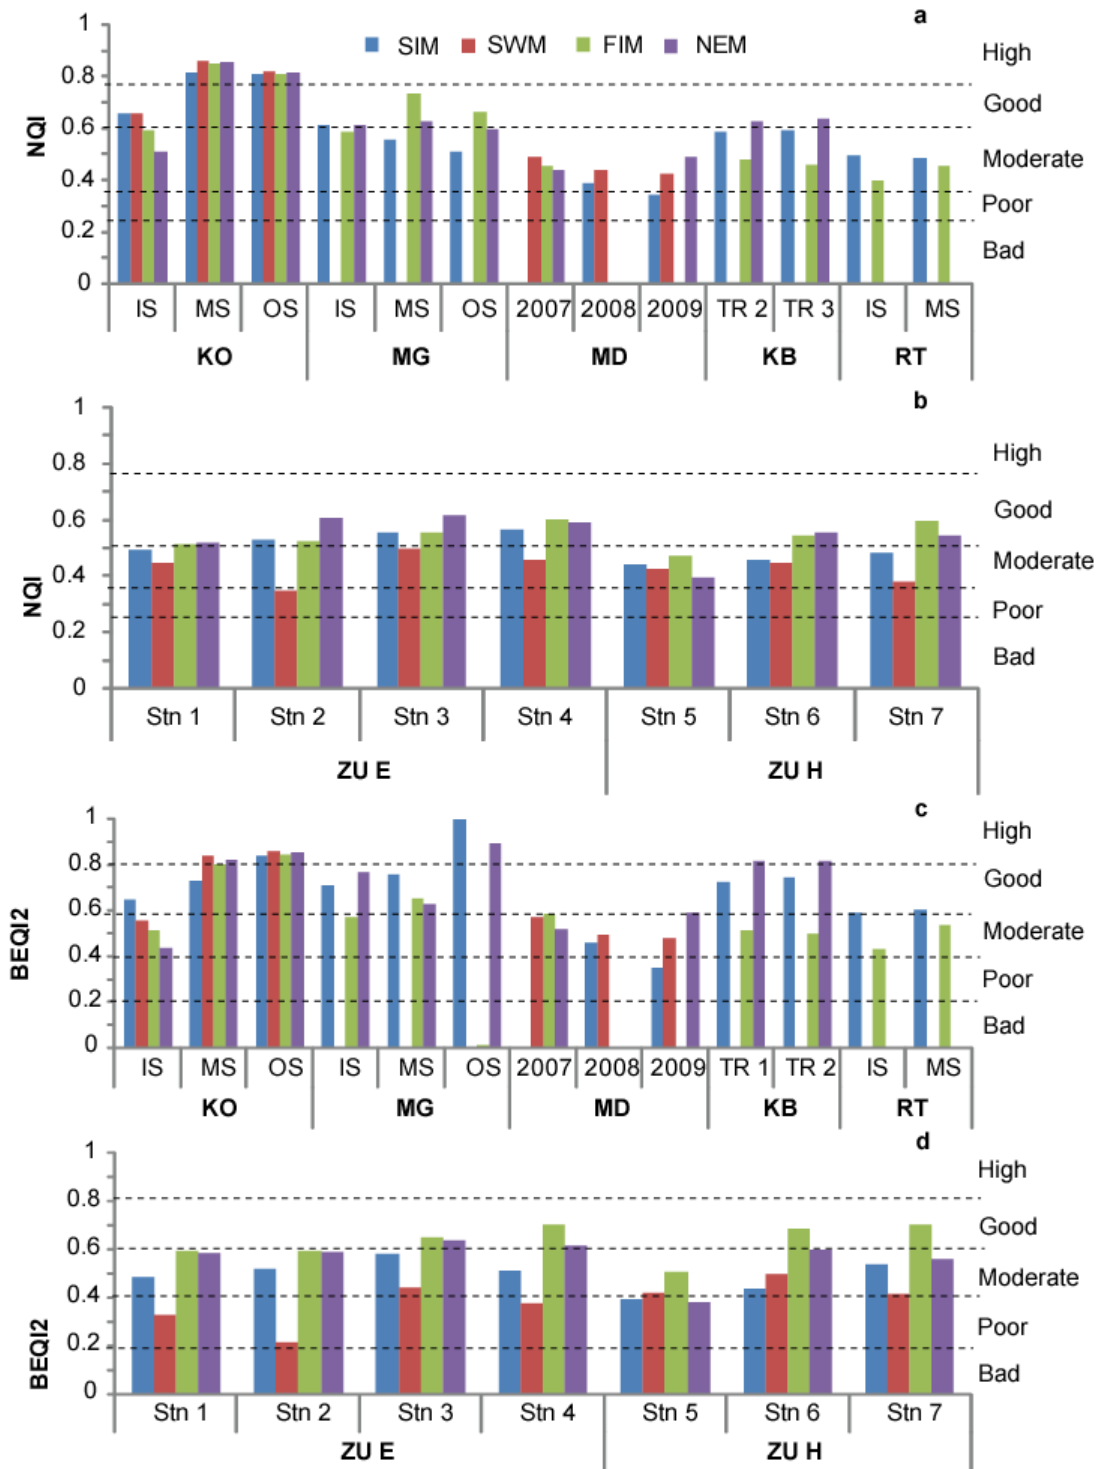 a
1
0.8
0.6
0.4
0.2
0
NQI
SIM SWM FIM NEM
High
Good
Moderate
Poor
Bad
IS MS OS IS MS OS 2007 2008 2009 TR 2 TR 3 IS MS
KO MG MD KB RT
b
1
0.8
0.6
0.4
0.2
0
NQI
High
Good
Moderate
Poor
Bad
Stn 1 Stn 2 Stn 3 Stn 4 Stn 5 Stn 6 Stn 7
ZU E ZU H
c
1
0.8
0.6
0.4
0.2
0
BEQI2
High
Good
Moderate
Poor
Bad
IS MS OS IS MS OS 2007 2008 2009 TR 1 TR 2 IS MS
KO MG MD KB RT
d
1
0.8
0.6
0.4
0.2
0
BEQI2
High
Good
Moderate
Poor
Bad
Stn 1 Stn 2 Stn 3 Stn 4 Stn 5 Stn 6 Stn 7
ZU E ZU H